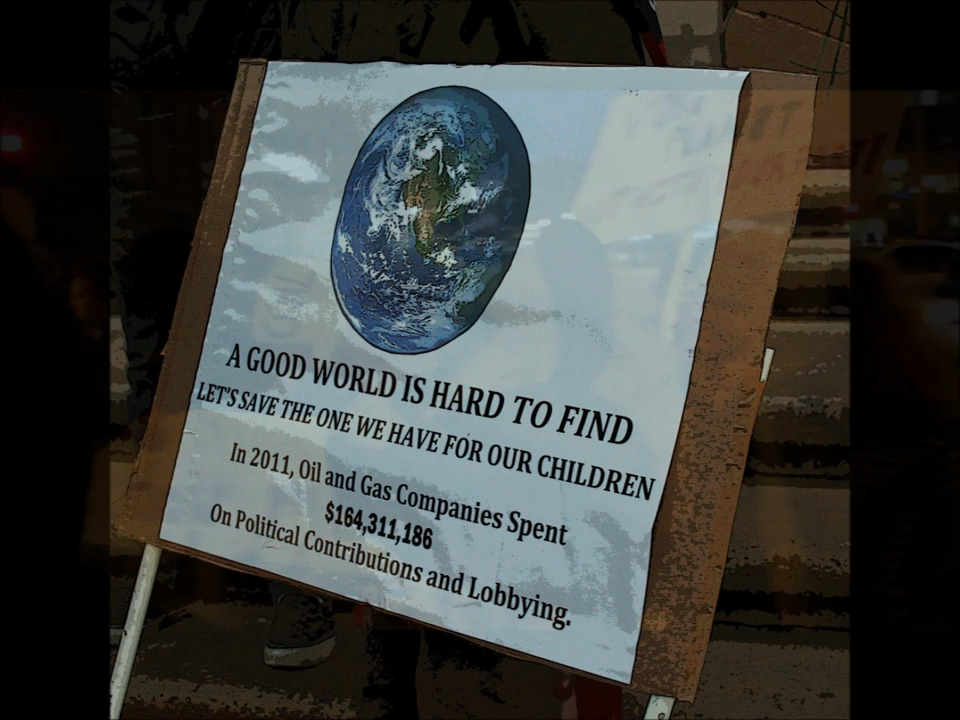 A GOOD WORLD IS HARD TO FIND
LET'S SAVE THE ONE WE HAVE FOR OUR CHILDREN
In 2011, Oil and Gas Companies Spent
$164,311,186
On Political Contributions and Lobbying.